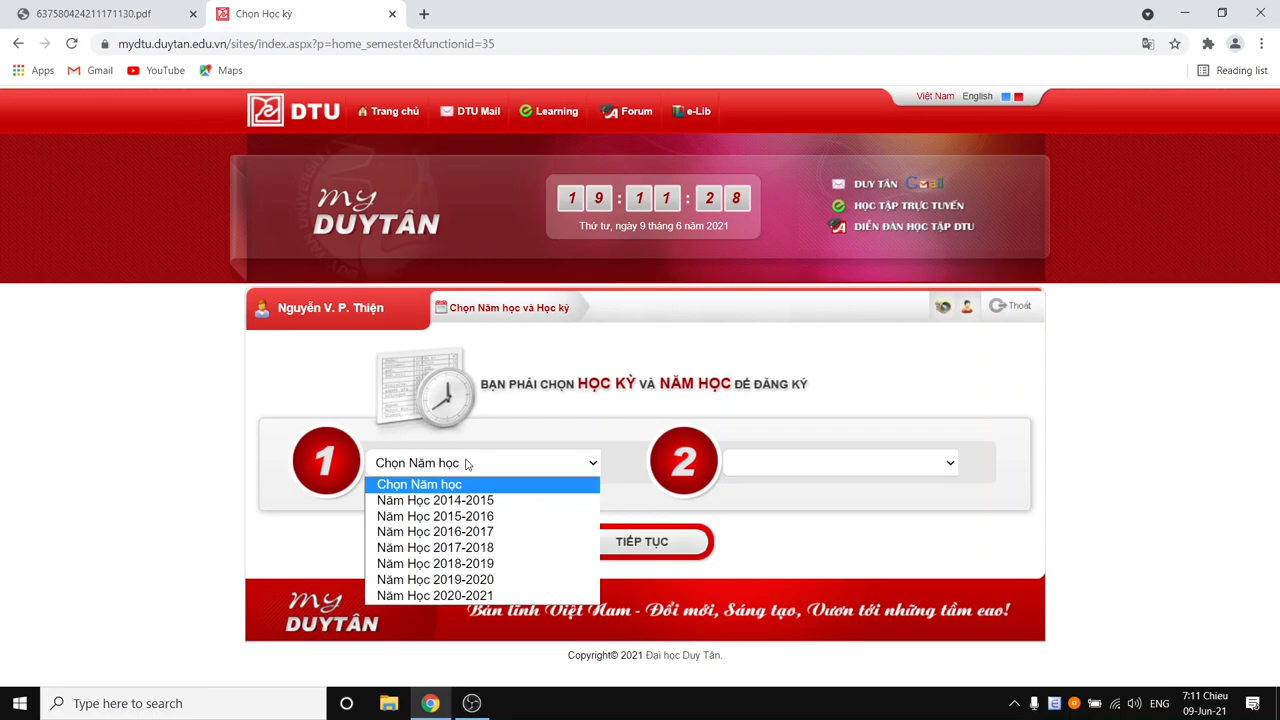 637580424211171130.pdf
Chọn Học kỳ
mydtu.duytan.edu.vn/sites/index.aspx?p=home_semester&functionid=35
Apps
Gmail
YouTube
Maps
Reading list
DTU
Trang chủ
DTU Mail
Learning
Forum
e-Lib
Việt Nam
English
my
DUYTÂN
19:11:28
Thứ tư, ngày 9 tháng 6 năm 2021
DUY TÂN Gmail
HỌC TẬP TRỰC TUYẾN
DIỄN ĐÀN HỌC TẬP DTU
Nguyễn V. P. Thiện
Chọn Năm học và Học kỳ
Thoát
BẠN PHẢI CHỌN HỌC KỲ VÀ NĂM HỌC ĐỂ ĐĂNG KÝ
1
Chọn Năm học
2
Chọn Năm học
Năm Học 2014-2015
Năm Học 2015-2016
Năm Học 2016-2017
Năm Học 2017-2018
Năm Học 2018-2019
Năm Học 2019-2020
Năm Học 2020-2021
TIẾP TỤC
my
DUYTÂN
Bản lĩnh Việt Nam - Đổi mới, Sáng tạo, Vươn tới những tầm cao!
Copyright© 2021 Đại học Duy Tân.
Type here to search
ENG
7:11 Chieu
09-Jun-21